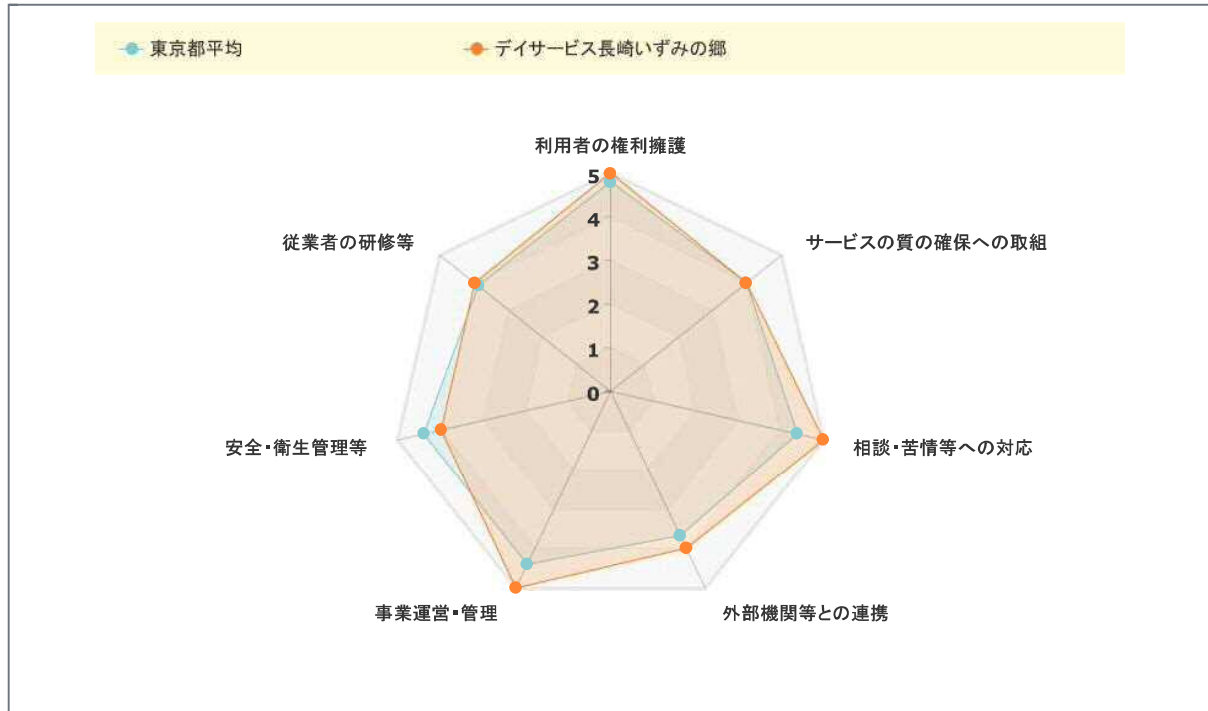 東京都平均
デイサービス長崎いずみの郷
利用者の権利擁護
従業者の研修等
サービスの質の確保への取組
5
4
3
2
1
0
安全・衛生管理等
相談・苦情等への対応
事業運営・管理
外部機関等との連携